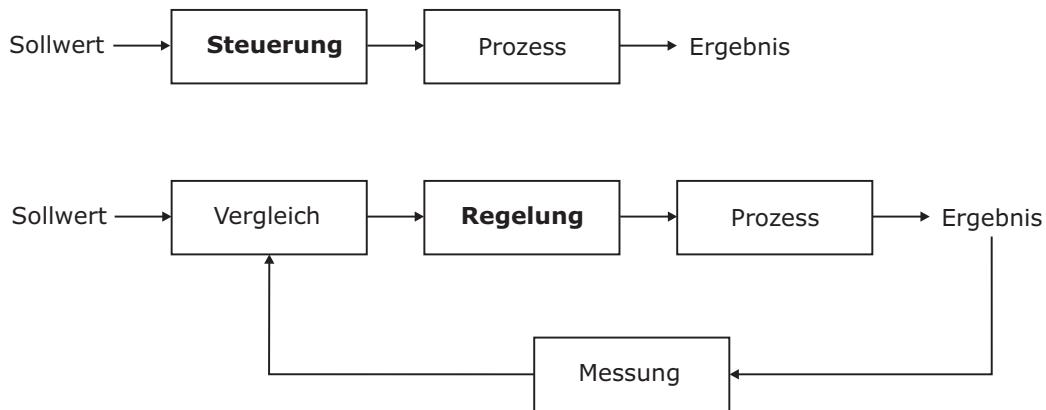 Sollwert Steuerung Prozess Ergebnis
Sollwert Vergleich Regelung Prozess Ergebnis
Messung